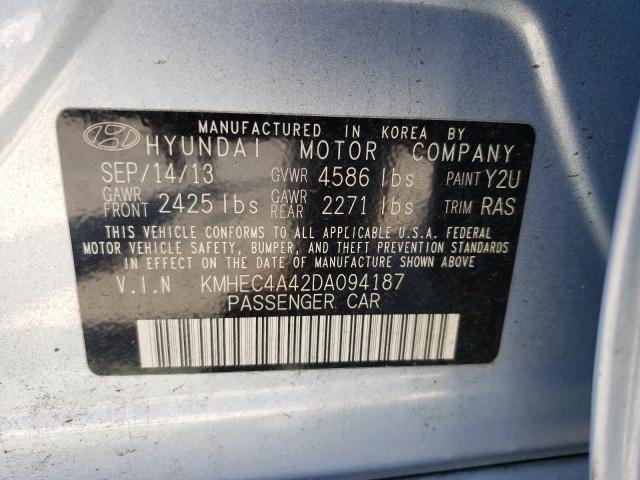 MANUFACTURED IN KOREA BY
HYUNDAI MOTOR COMPANY
SEP/14/13 GVWR 4586 lbs PAINT Y2U
GAWR FRONT 2425 lbs GAWR REAR 2271 lbs TRIM RAS
THIS VEHICLE CONFORMS TO ALL APPLICABLE U.S.A. FEDERAL
MOTOR VEHICLE SAFETY, BUMPER, AND THEFT PREVENTION STANDARDS
IN EFFECT ON THE DATE OF MANUFACTURE SHOWN ABOVE
V.I.N KMHEC4A42DA094187
PASSENGER CAR